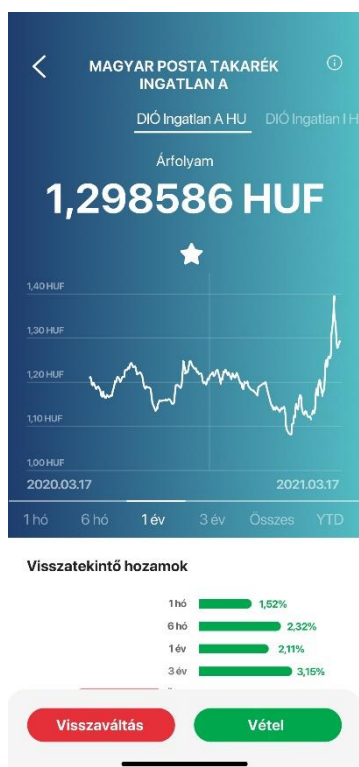 MAGYAR POSTA TAKARÉK
INGATLAN A
DIÓ Ingatlan A HU DIÓ Ingatlan I H
Árfolyam
1,298586 HUF
1,40 HUF
1,30 HUF
1,20 HUF
1,10 HUF
1,00 HUF
2020.03.17 2021.03.17
1 hó 6 hó 1 év 3 év Összes YTD
Visszatekintő hozamok
1 hó 1,52%
6 hó 2,32%
1 év 2,11%
3 év 3,15%
Visszaváltás Vétel